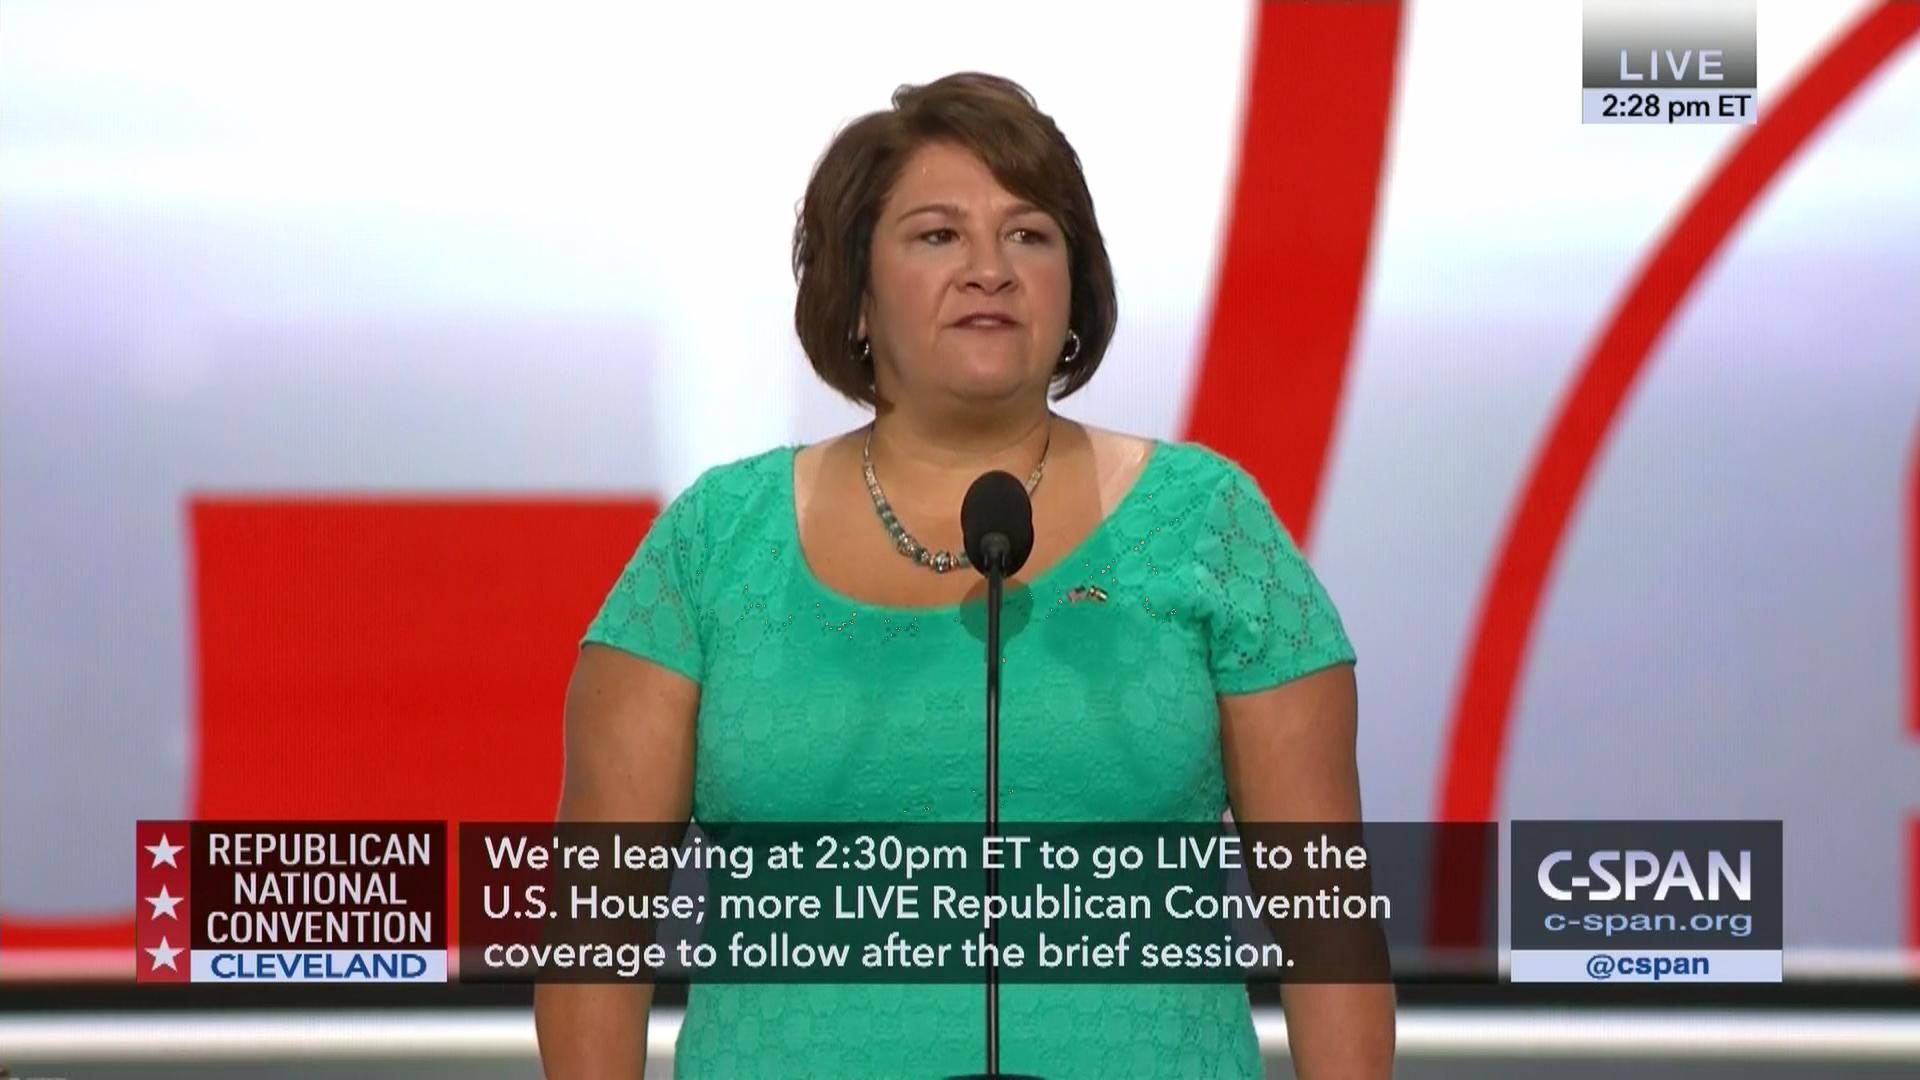 LIVE
2:28 pm ET
REPUBLICAN
NATIONAL
CONVENTION
CLEVELAND
We're leaving at 2:30pm ET to go LIVE to the
U.S. House; more LIVE Republican Convention
coverage to follow after the brief session.
C-SPAN
c-span.org
@cspan